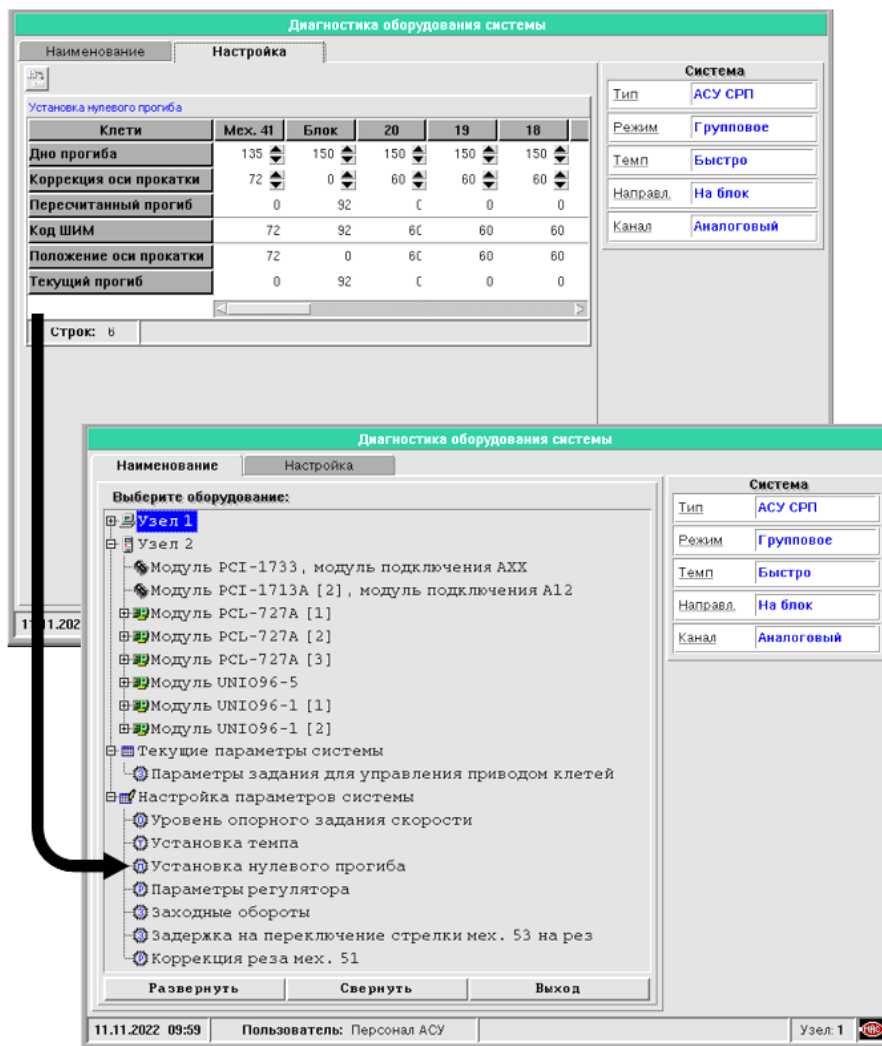 Диагностика оборудования системы
Наименование Настройка
Установка нулевого прогиба
Клети Мех. 41 Блок 20 19 18
Дно прогиба 135 150 150 150 150
Коррекция оси прокатки 72 0 60 60 60
Пересчитанный прогиб 0 92 0 0
Код ШИМ 72 92 60 60 60
Положение оси прокатки 72 0 60 60 60
Текущий прогиб 0 92 0 0
Строк: 6
Система
Тип АСУ СРП
Режим Групповое
Темп Быстро
Направл. На блок
Канал Аналоговый
Диагностика оборудования системы
Наименование Настройка
Выберите оборудование:
Узел 1
Узел 2
Модуль PCI-1733, модуль подключения AXX
Модуль PCI-1713A [2], модуль подключения A12
Модуль PCL-727A [1]
Модуль PCL-727A [2]
Модуль PCL-727A [3]
Модуль UNIO96-5
Модуль UNIO96-1 [1]
Модуль UNIO96-1 [2]
Текущие параметры системы
Параметры задания для управления приводом клетей
Настройка параметров системы
Уровень опорного задания скорости
Установка темпа
Установка нулевого прогиба
Параметры регулятора
Заходные обороты
Задержка на переключение стрелки мех. 53 на рез
Коррекция реза мех. 51
Развернуть Свернуть Выход
Система
Тип АСУ СРП
Режим Групповое
Темп Быстро
Направл. На блок
Канал Аналоговый
11.11.2022 09:59 Пользователь: Персонал АСУ Узел: 1